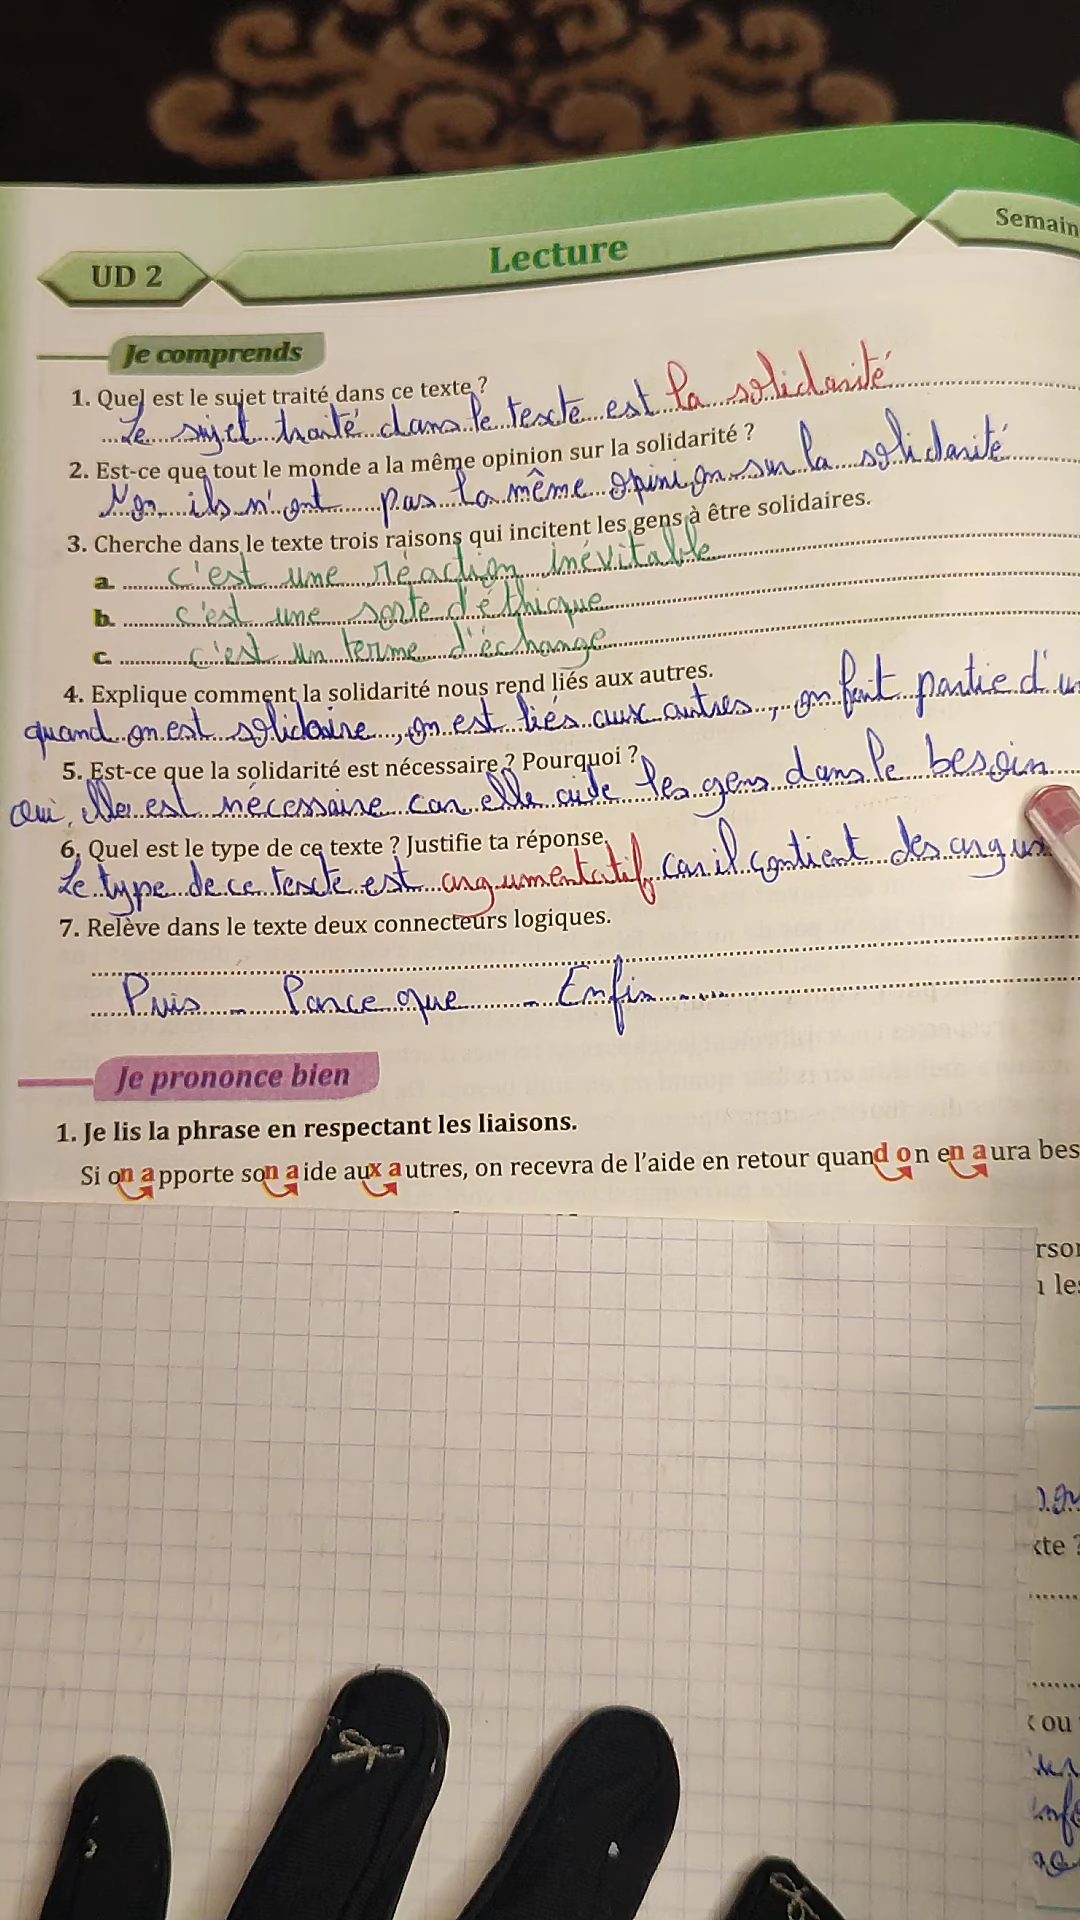 UD 2
Lecture
Semain
Je comprends
1. Quel est le sujet traité dans ce texte ?
Le sujet traité dans le texte est la solidarité
2. Est-ce que tout le monde a la même opinion sur la solidarité ?
Non, ils n'ont pas la même opinion sur la solidarité
3. Cherche dans le texte trois raisons qui incitent les gens à être solidaires.
a. c'est une réaction inévitable
b. c'est une sorte d'éthique
c. c'est un terme d'échange
4. Explique comment la solidarité nous rend liés aux autres.
quand on est solidaire, on est liés aux autres, on fait partie d'un
5. Est-ce que la solidarité est nécessaire ? Pourquoi ?
Oui, elle est nécessaire car elle aide les gens dans le besoin
6. Quel est le type de ce texte ? Justifie ta réponse.
Le type de ce texte est argumentatif car il contient des argum
7. Relève dans le texte deux connecteurs logiques.
Puis - Parce que - Enfin
Je prononce bien
1. Je lis la phrase en respectant les liaisons.
Si on apporte son aide aux autres, on recevra de l'aide en retour quand on en aura bes
rson
les
xte ?
ou